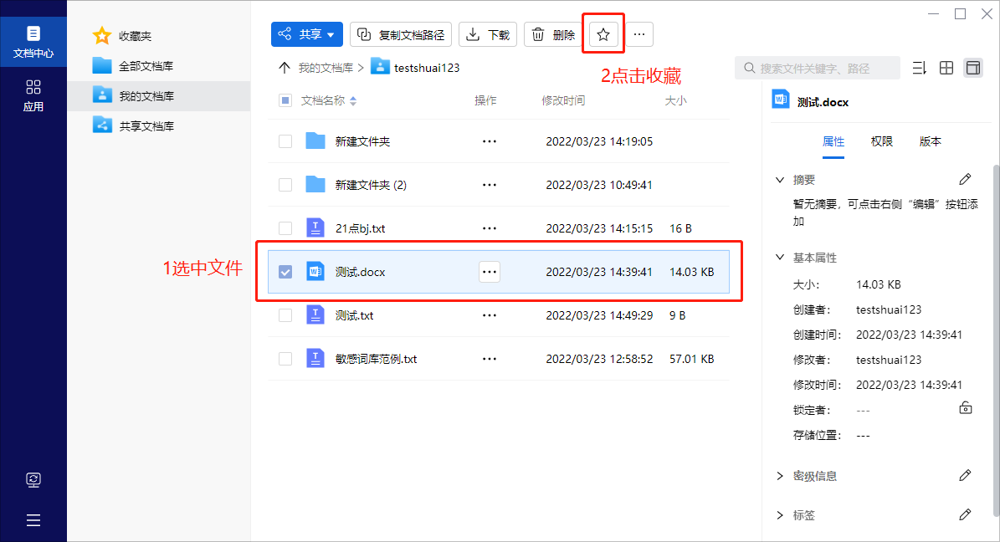 文档中心
应用
收藏夹
全部文档库
我的文档库
共享文档库
共享 复制文档路径 下载 删除
2点击收藏
我的文档库 testshuai123
搜索文件关键字、路径
文档名称 操作 修改时间 大小
新建文件夹 2022/03/23 14:19:05
新建文件夹 (2) 2022/03/23 10:49:41
21点bj.txt 2022/03/23 14:15:15 16 B
1选中文件
测试.docx 2022/03/23 14:39:41 14.03 KB
测试.txt 2022/03/23 14:49:29 9 B
敏感词库范例.txt 2022/03/23 12:58:52 57.01 KB
测试.docx
属性 权限 版本
摘要
暂无摘要，可点击右侧“编辑”按钮添
加
基本属性
大小： 14.03 KB
创建者： testshuai123
创建时间： 2022/03/23 14:39:41
修改者： testshuai123
修改时间： 2022/03/23 14:39:41
锁定者： ---
存储位置： ---
密级信息
标签